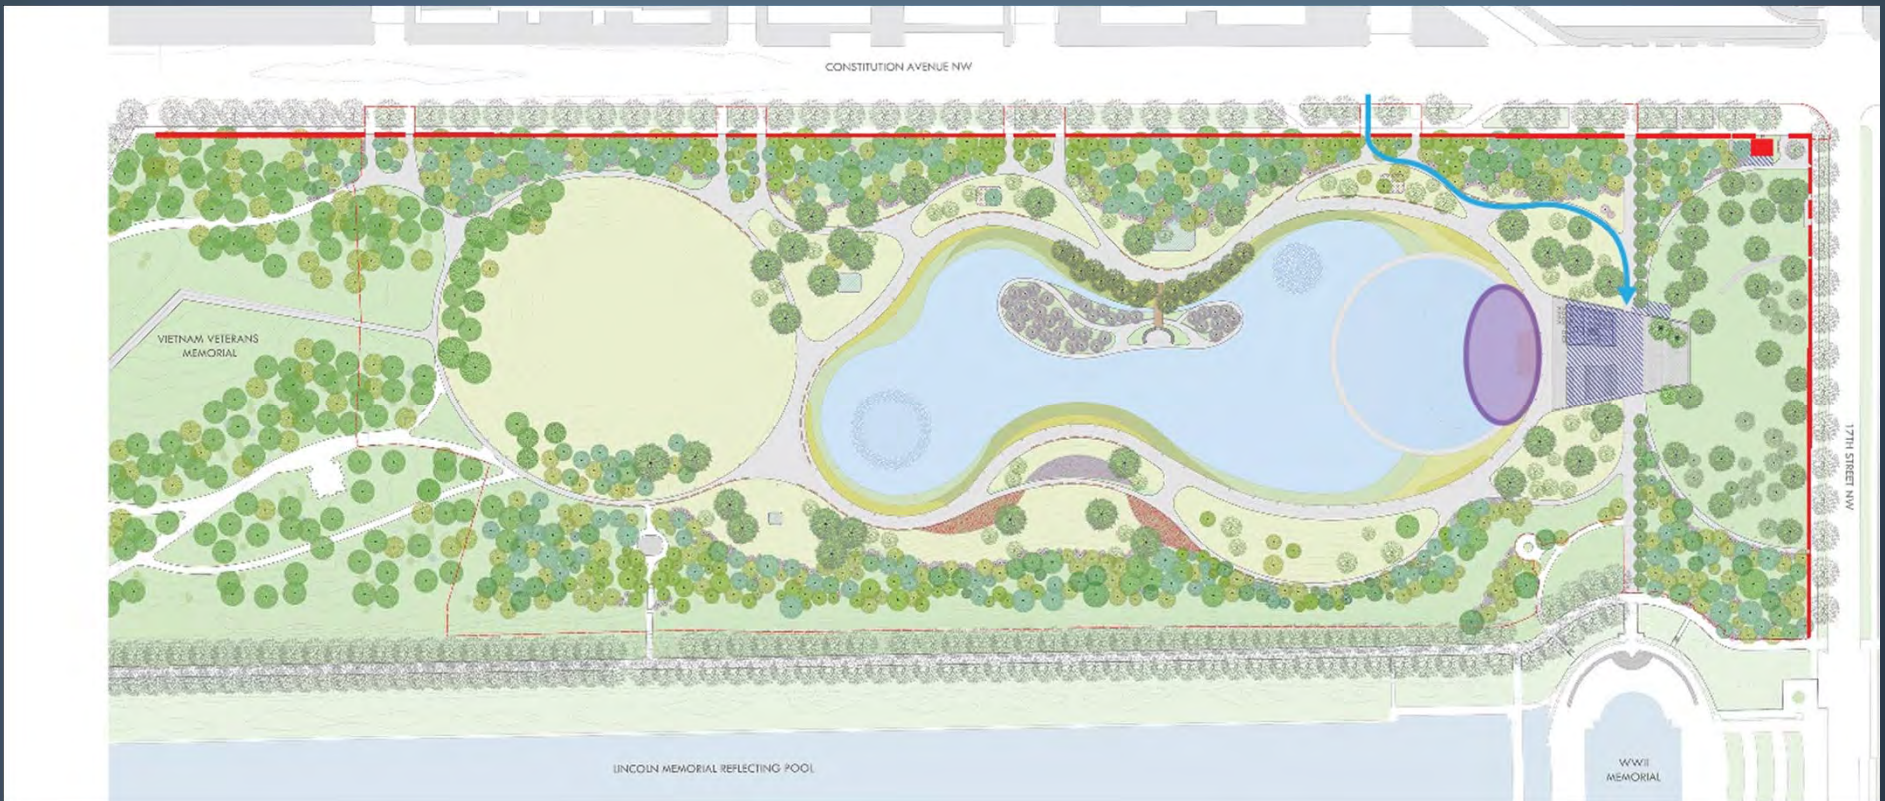 CONSTITUTION AVENUE NW
VIETNAM VETERANS
MEMORIAL
17TH STREET NW
LINCOLN MEMORIAL REFLECTING POOL
WWII
MEMORIAL